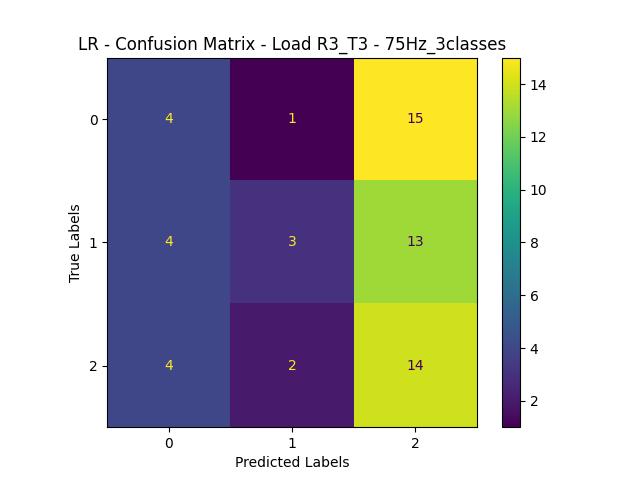 LR - Confusion Matrix - Load R3_T3 - 75Hz_3classes
True Labels
0 4 1 15
1 4 3 13
2 4 2 14
0 1 2
Predicted Labels
14
12
10
8
6
4
2